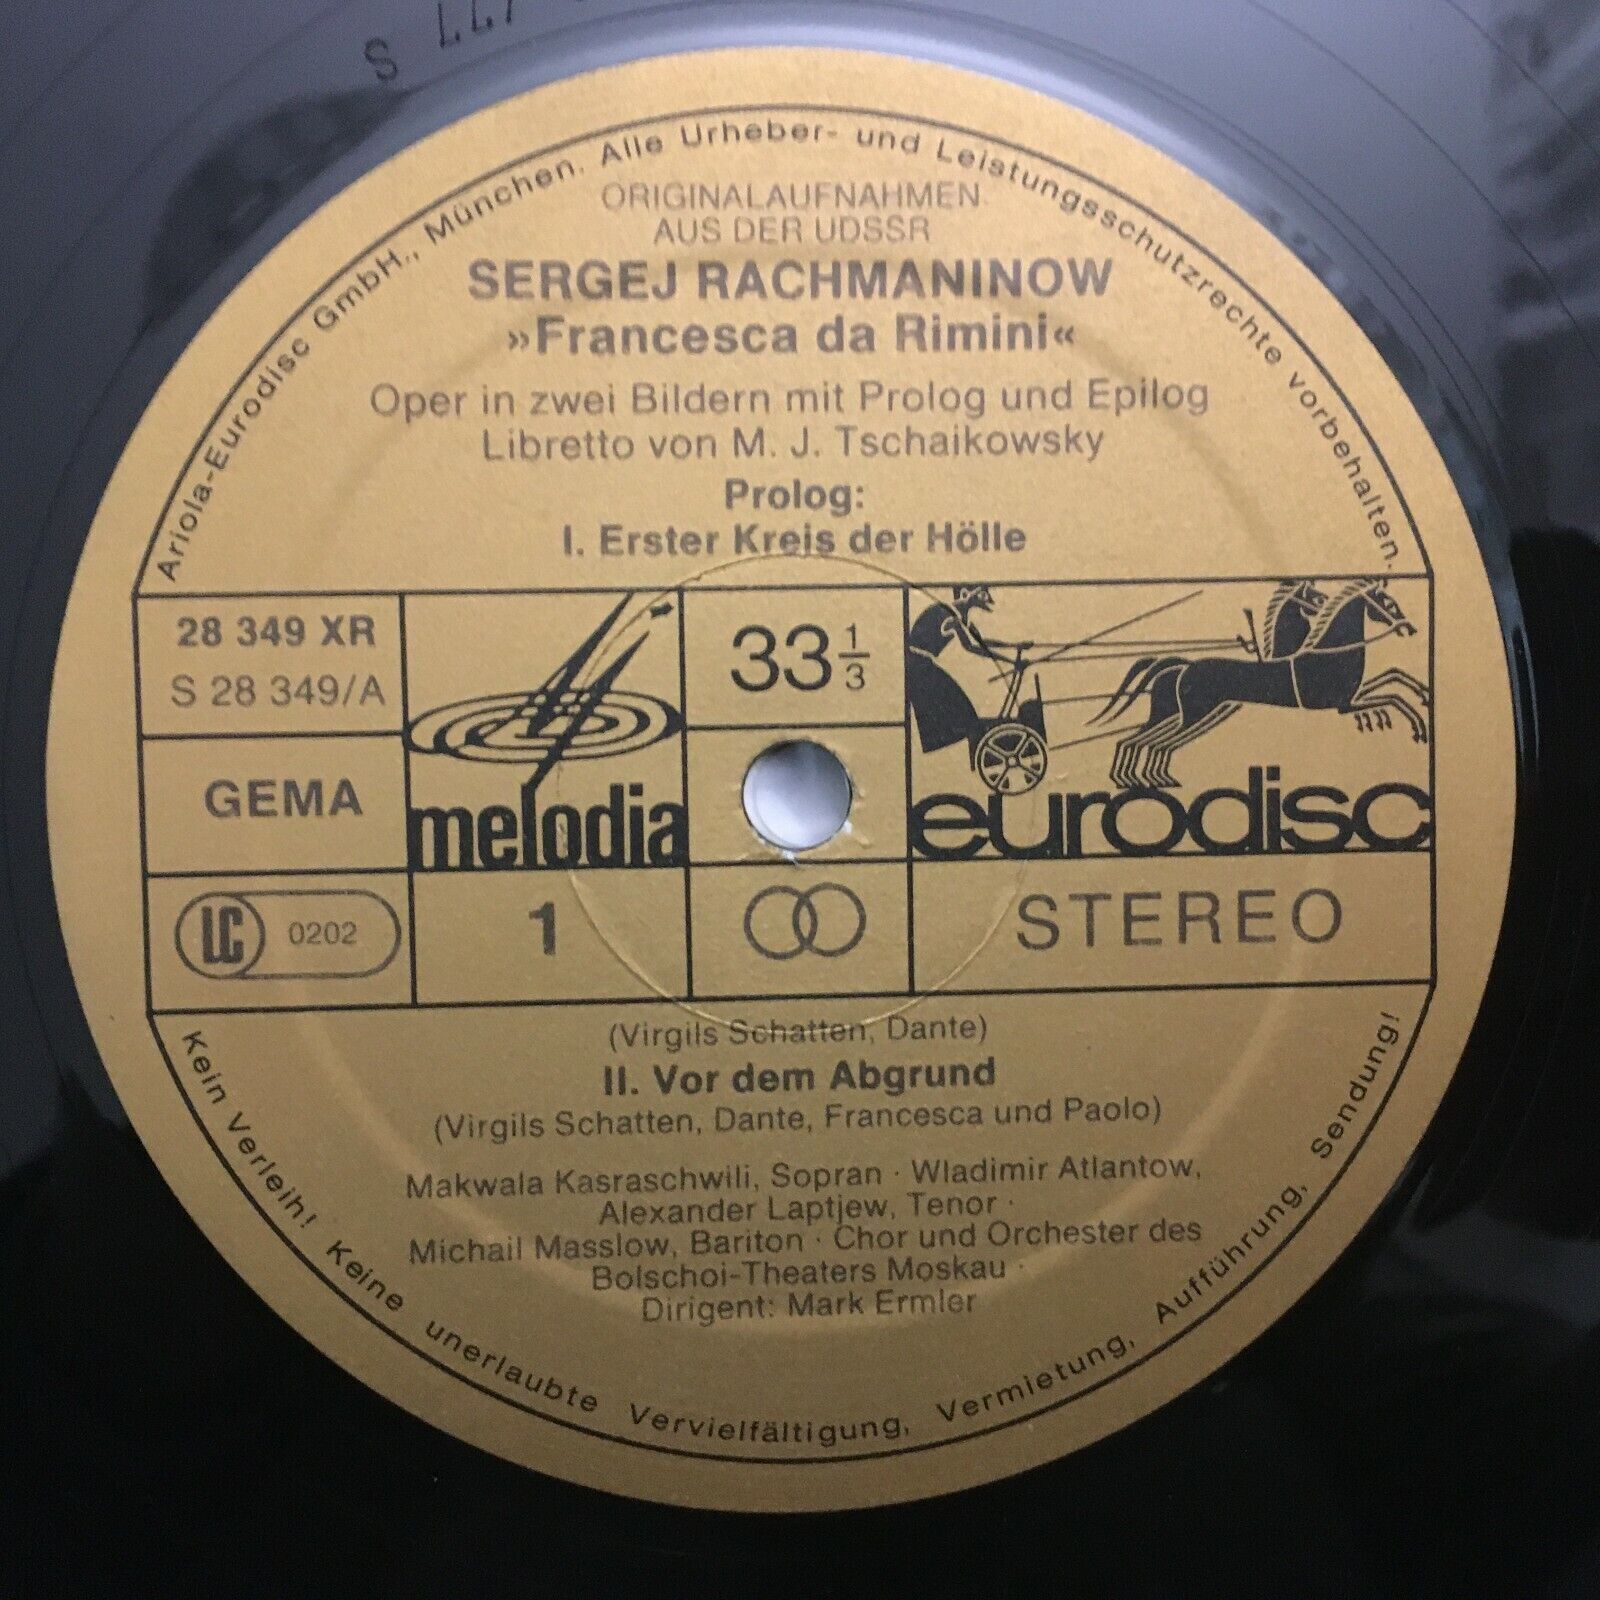 Ariola-Eurodisc GmbH., München. Alle Urheber- und Leistungsschutzrechte vorbehalten.
ORIGINALAUFNAHMEN
AUS DER UDSSR
SERGEJ RACHMANINOW
»Francesca da Rimini«
Oper in zwei Bildern mit Prolog und Epilog
Libretto von M. J. Tschaikowsky
Prolog:
I. Erster Kreis der Hölle
28 349 XR
S 28 349/A
33 1/3
GEMA
melodia
eurodisc
LC 0202
1
STEREO
(Virgils Schatten, Dante)
II. Vor dem Abgrund
(Virgils Schatten, Dante, Francesca und Paolo)
Makwala Kasraschwili, Sopran · Wladimir Atlantow,
Alexander Laptjew, Tenor ·
Michail Masslow, Bariton · Chor und Orchester des
Bolschoi-Theaters Moskau ·
Dirigent: Mark Ermler
Kein Verleih! Keine unerlaubte Vervielfältigung, Vermietung, Aufführung, Sendung!